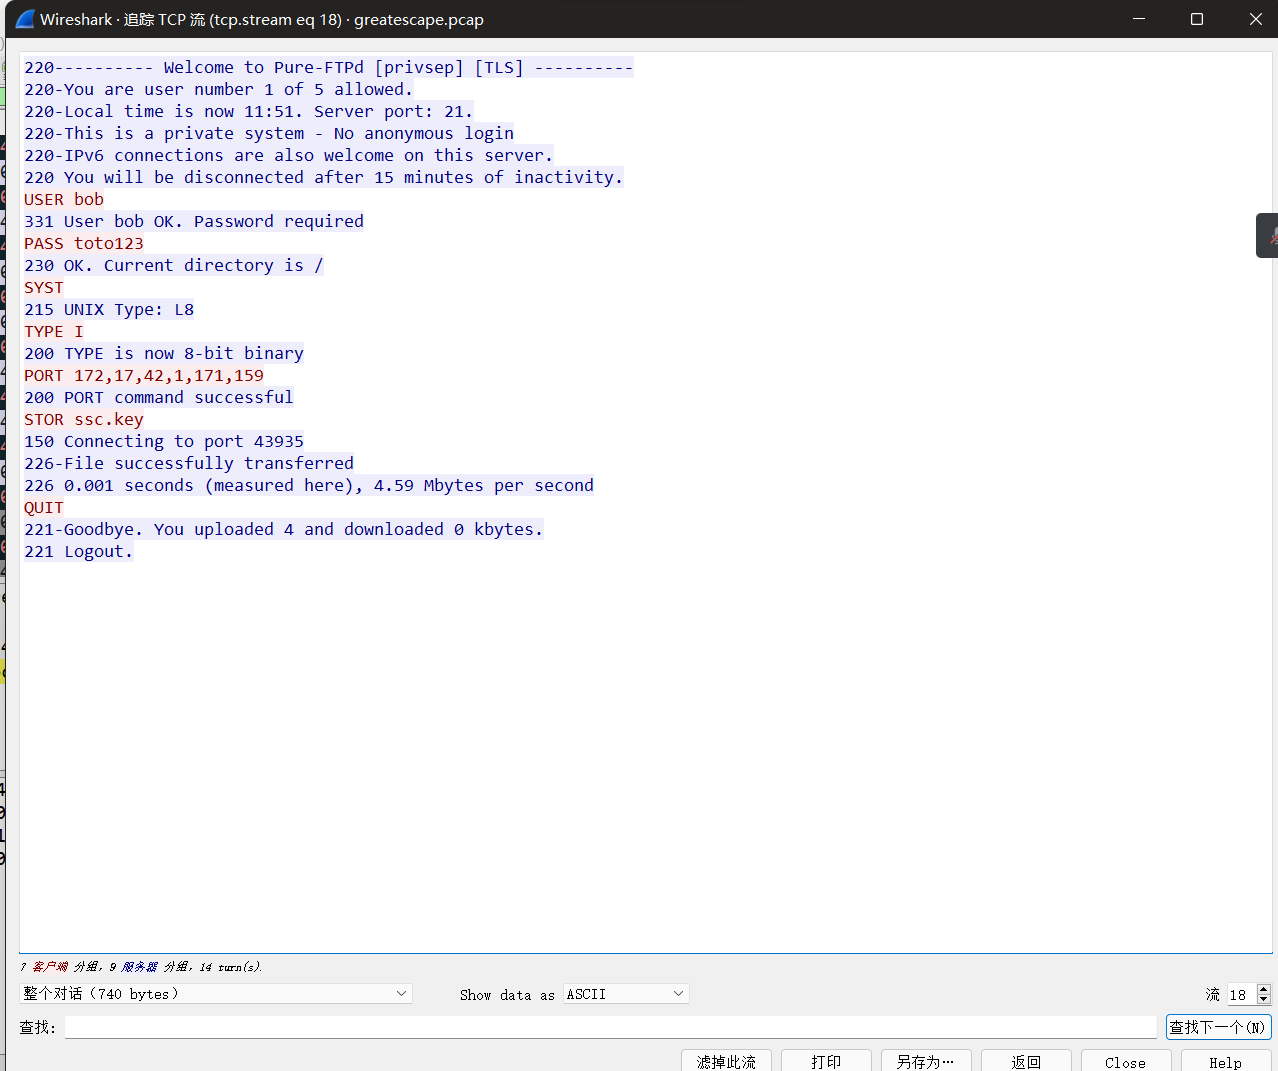 Wireshark · 追踪 TCP 流 (tcp.stream eq 18) · greatescape.pcap
220---------- Welcome to Pure-FTPd [privsep] [TLS] ----------
220-You are user number 1 of 5 allowed.
220-Local time is now 11:51. Server port: 21.
220-This is a private system - No anonymous login
220-IPv6 connections are also welcome on this server.
220 You will be disconnected after 15 minutes of inactivity.
USER bob
331 User bob OK. Password required
PASS toto123
230 OK. Current directory is /
SYST
215 UNIX Type: L8
TYPE I
200 TYPE is now 8-bit binary
PORT 172,17,42,1,171,159
200 PORT command successful
STOR ssc.key
150 Connecting to port 43935
226-File successfully transferred
226 0.001 seconds (measured here), 4.59 Mbytes per second
QUIT
221-Goodbye. You uploaded 4 and downloaded 0 kbytes.
221 Logout.
7 客户端 分组, 9 服务器 分组, 14 turn(s).
整个对话 (740 bytes)
Show data as ASCII
流 18
查找:
查找下一个(N)
滤掉此流 打印 另存为… 返回 Close Help